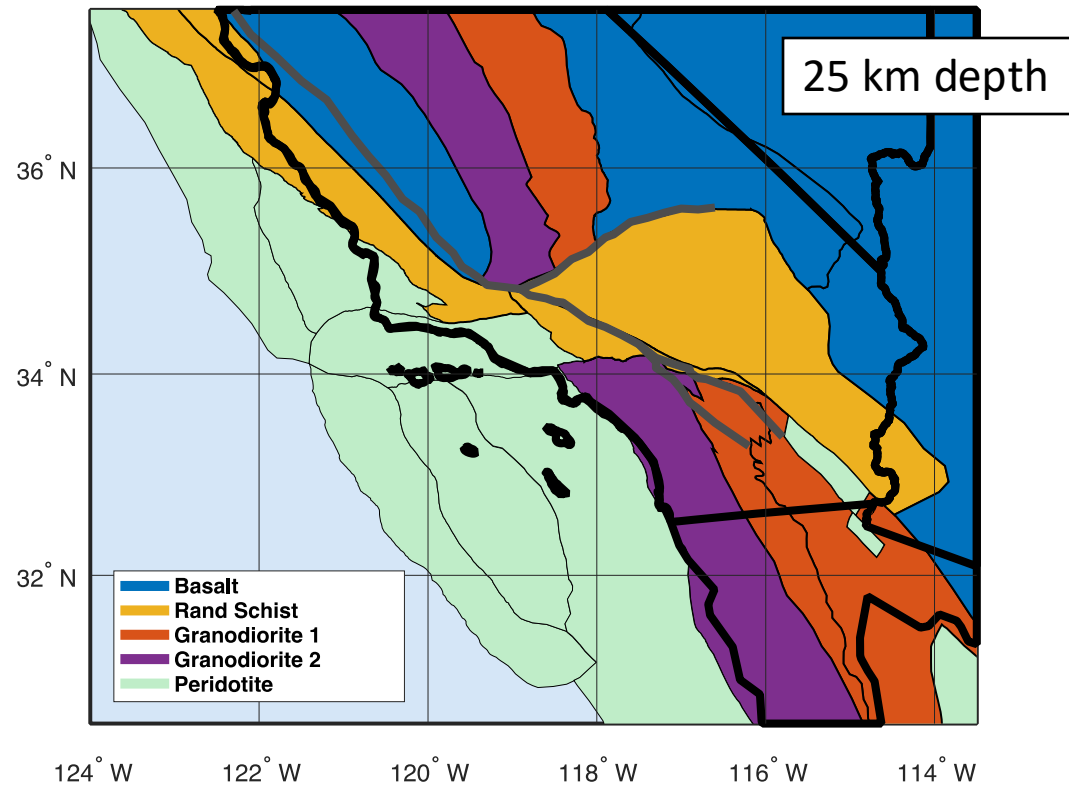 25 km depth
36° N
34° N
32° N
Basalt
Rand Schist
Granodiorite 1
Granodiorite 2
Peridotite
124° W 122° W 120° W 118° W 116° W 114° W